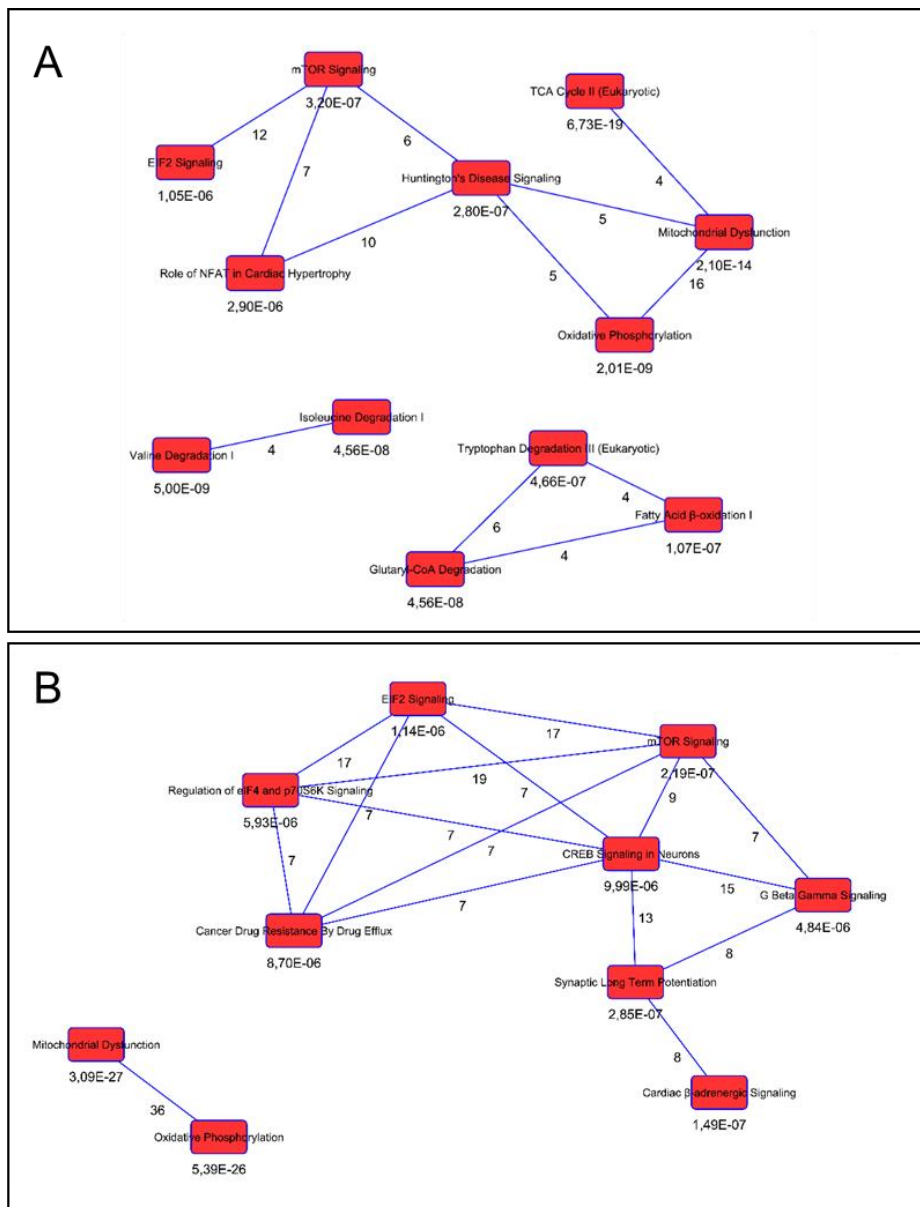 A
mTOR Signaling
3,20E-07
TCA Cycle II (Eukaryotic)
6,73E-19
12
6
EIF2 Signaling
1,05E-06
7
Huntington's Disease Signaling
2,80E-07
4
5
Mitochondrial Dysfunction
2,10E-14
10
Role of NFAT in Cardiac Hypertrophy
2,90E-06
5
16
Oxidative Phosphorylation
2,01E-09
Isoleucine Degradation I
4,56E-08
4
Valine Degradation I
5,00E-09
Tryptophan Degradation III (Eukaryotic)
4,66E-07
4
6
Fatty Acid β-oxidation I
1,07E-07
4
Glutaryl-CoA Degradation
4,56E-08
B
EIF2 Signaling
1,14E-06
17
mTOR Signaling
2,19E-07
17
19
7
9
Regulation of eIF4 and p70S6K Signaling
5,93E-06
7
7
7
7
7
CREB Signaling in Neurons
9,99E-06
15
G Beta Gamma Signaling
4,84E-06
7
13
Cancer Drug Resistance By Drug Efflux
8,70E-06
8
Synaptic Long Term Potentiation
2,85E-07
8
Cardiac β-adrenergic Signaling
1,49E-07
Mitochondrial Dysfunction
3,09E-27
36
Oxidative Phosphorylation
5,39E-26